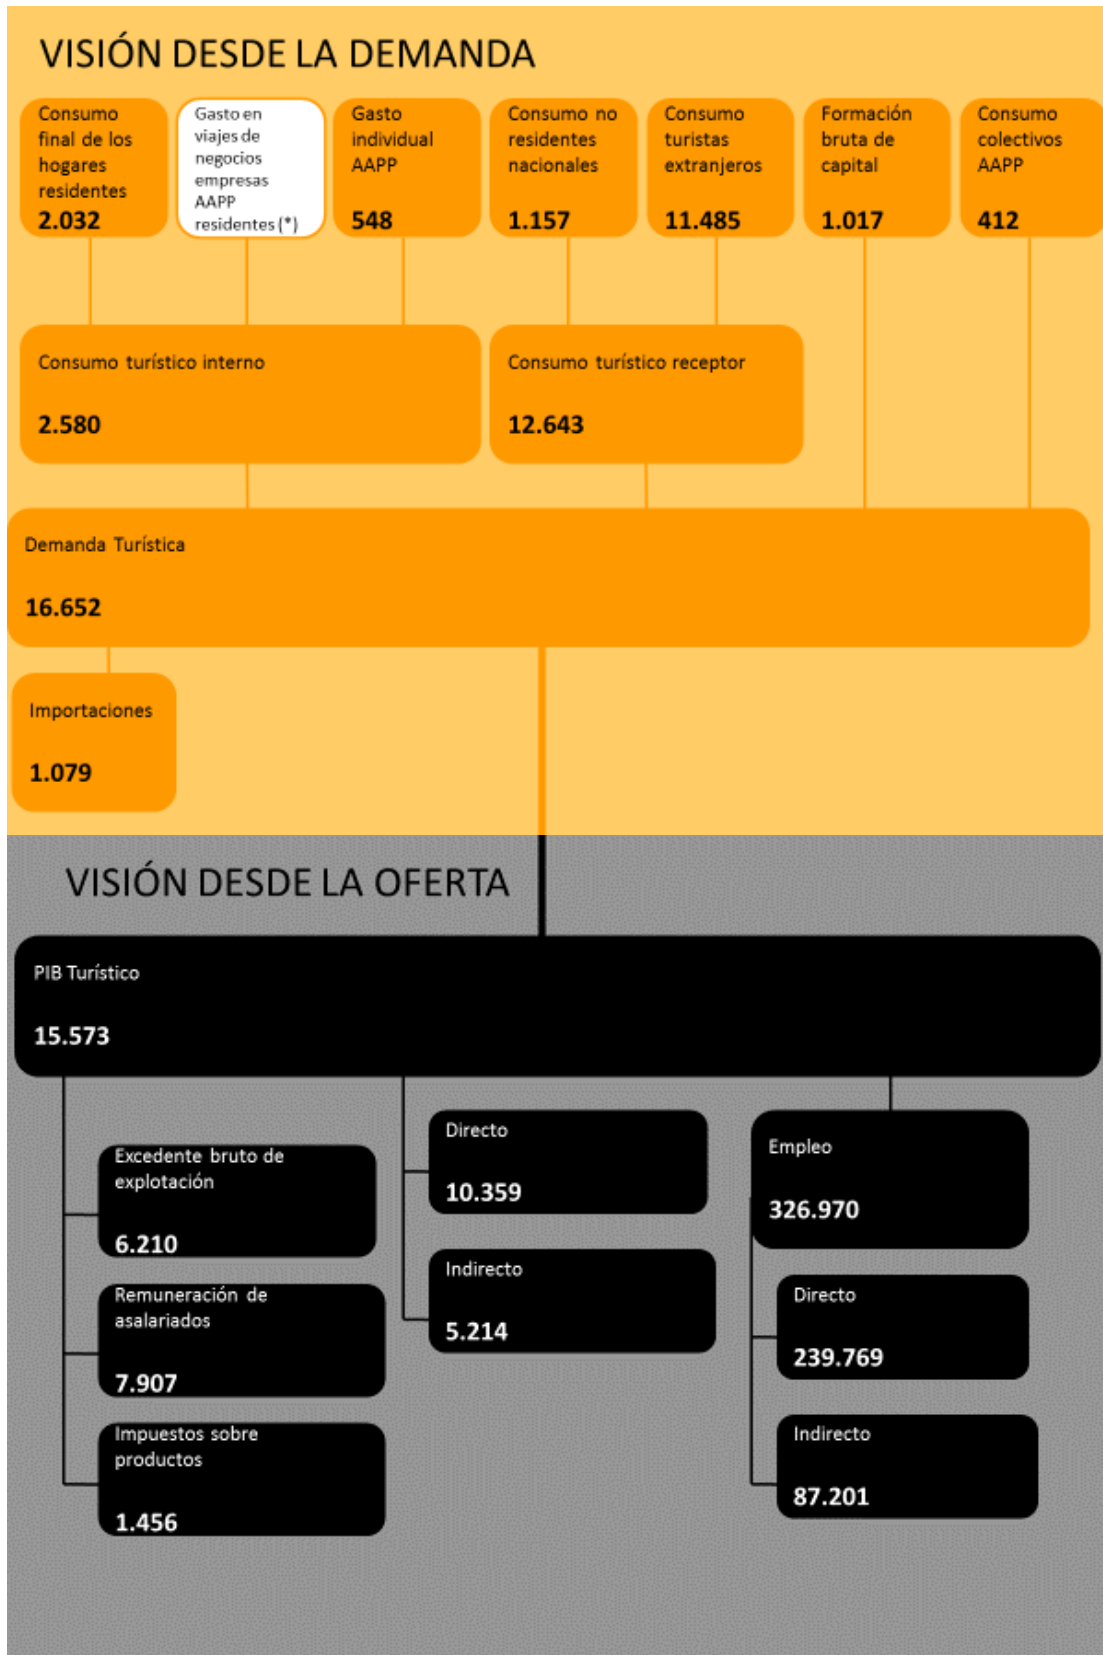 VISIÓN DESDE LA DEMANDA
Consumo
final de los
hogares
residentes
2.032
Gasto en
viajes de
negocios
empresas
AAPP
residentes (*)
Gasto
individual
AAPP
548
Consumo no
residentes
nacionales
1.157
Consumo
turistas
extranjeros
11.485
Formación
bruta de
capital
1.017
Consumo
colectivos
AAPP
412
Consumo turístico interno
2.580
Consumo turístico receptor
12.643
Demanda Turística
16.652
Importaciones
1.079
VISIÓN DESDE LA OFERTA
PIB Turístico
15.573
Excedente bruto de
explotación
6.210
Remuneración de
asalariados
7.907
Impuestos sobre
productos
1.456
Directo
10.359
Indirecto
5.214
Empleo
326.970
Directo
239.769
Indirecto
87.201